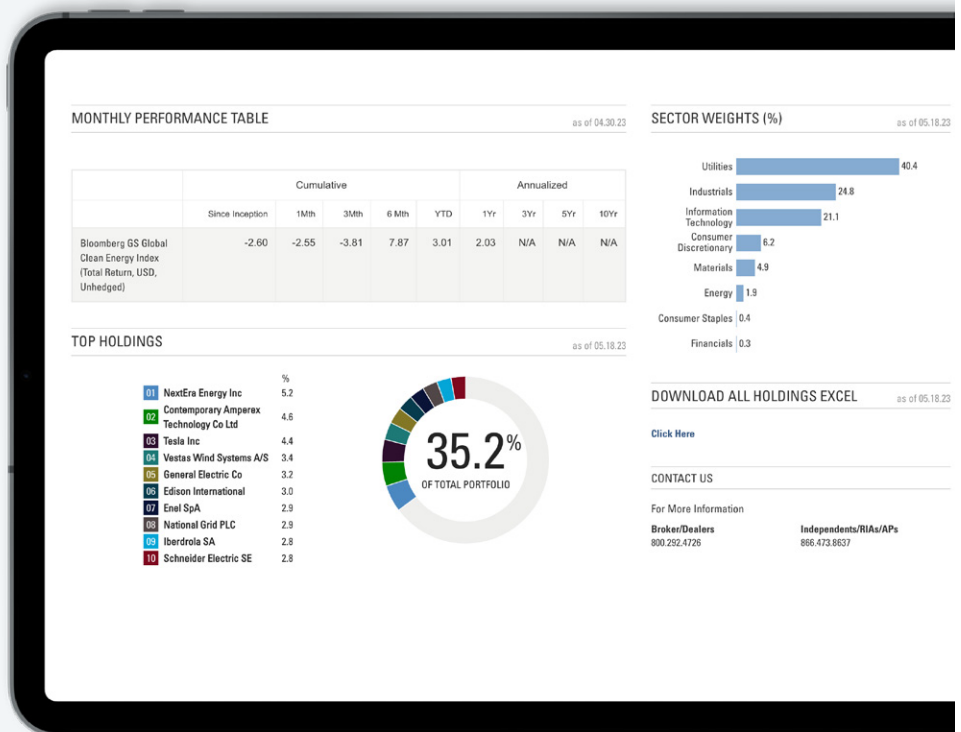 MONTHLY PERFORMANCE TABLE as of 04.30.23
Cumulative Annualized
Since Inception 1Mth 3Mth 6 Mth YTD 1Yr 3Yr 5Yr 10Yr
Bloomberg GS Global -2.60 -2.55 -3.81 7.87 3.01 2.03 N/A N/A N/A
Clean Energy Index
(Total Return, USD,
Unhedged)
TOP HOLDINGS as of 05.18.23
%
01 NextEra Energy Inc 5.2
02 Contemporary Amperex
Technology Co Ltd 4.6
03 Tesla Inc 4.4
04 Vestas Wind Systems A/S 3.4
05 General Electric Co 3.2
06 Edison International 3.0
07 Enel SpA 2.9
08 National Grid PLC 2.9
09 Iberdrola SA 2.8
10 Schneider Electric SE 2.8
35.2%
OF TOTAL PORTFOLIO
SECTOR WEIGHTS (%) as of 05.18.23
Utilities 40.4
Industrials 24.8
Information
Technology 21.1
Consumer
Discretionary 6.2
Materials 4.9
Energy 1.9
Consumer Staples 0.4
Financials 0.3
DOWNLOAD ALL HOLDINGS EXCEL as of 05.18.23
Click Here
CONTACT US
For More Information
Broker/Dealers Independents/RIAs/APs
800.292.4726 866.473.8637